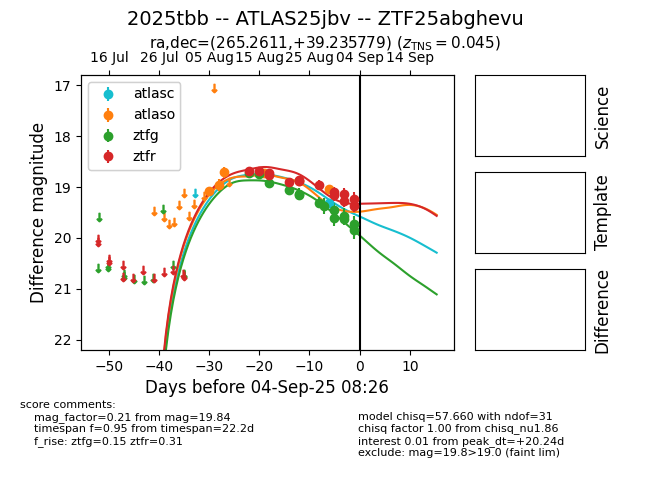 2025tbb -- ATLAS25jbv -- ZTF25abghevu
ra,dec=(265.2611,+39.235779) (z_TNS = 0.045)
16 Jul 26 Jul 05 Aug 15 Aug 25 Aug 04 Sep 14 Sep
17
18
19
20
21
22
Difference magnitude
atlasc
atlaso
ztfg
ztfr
−50 −40 −30 −20 −10 0 10
Days before 04-Sep-25 08:26
Science
Template
Difference
score comments:
mag_factor=0.21 from mag=19.84
timespan f=0.95 from timespan=22.2d
f_rise: ztfg=0.15 ztfr=0.31
model chisq=57.660 with ndof=31
chisq factor 1.00 from chisq_nu1.86
interest 0.01 from peak_dt=+20.24d
exclude: mag=19.8>19.0 (faint lim)